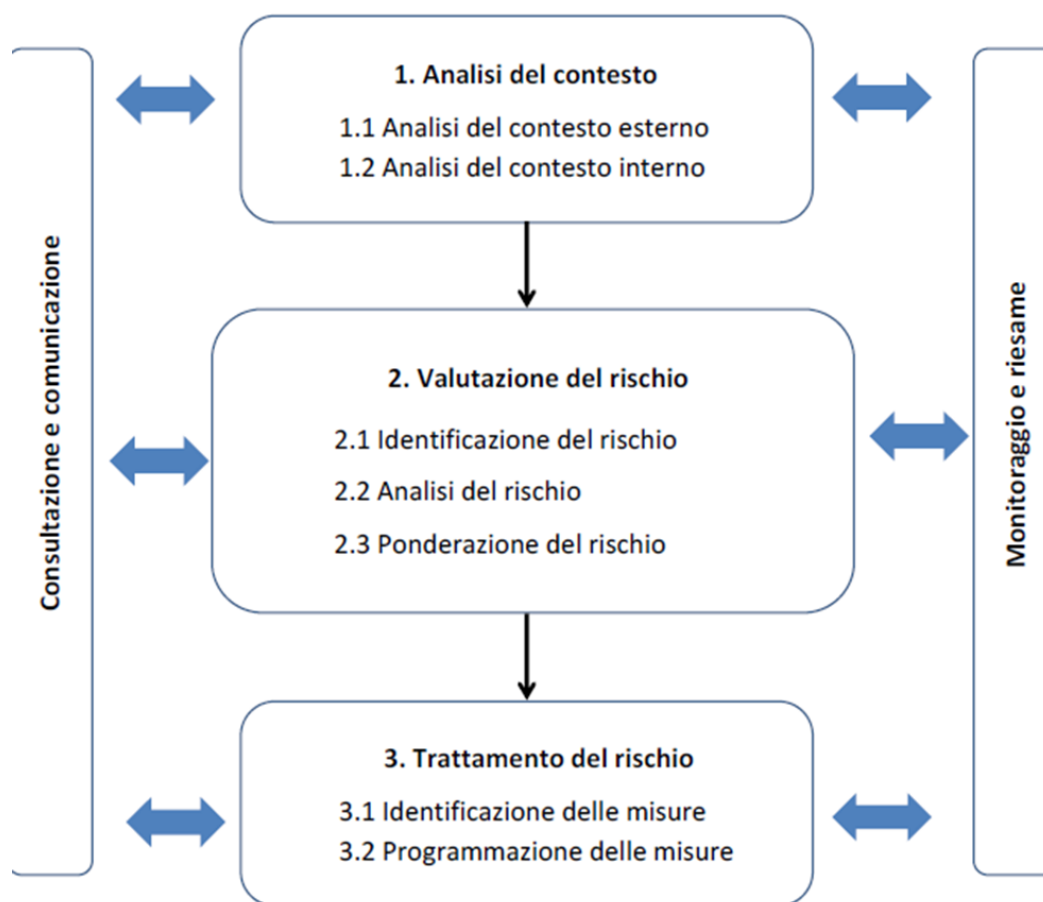 Consultazione e comunicazione
1. Analisi del contesto
1.1 Analisi del contesto esterno
1.2 Analisi del contesto interno
2. Valutazione del rischio
2.1 Identificazione del rischio
2.2 Analisi del rischio
2.3 Ponderazione del rischio
3. Trattamento del rischio
3.1 Identificazione delle misure
3.2 Programmazione delle misure
Monitoraggio e riesame